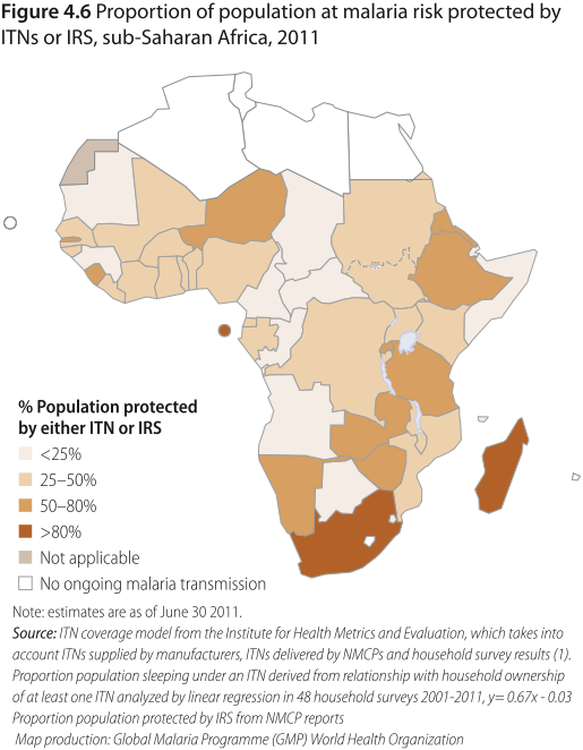 Figure 4.6 Proportion of population at malaria risk protected by
ITNs or IRS, sub-Saharan Africa, 2011
% Population protected
by either ITN or IRS
<25%
25–50%
50–80%
>80%
Not applicable
No ongoing malaria transmission
Note: estimates are as of June 30 2011.
Source: ITN coverage model from the Institute for Health Metrics and Evaluation, which takes into
account ITNs supplied by manufacturers, ITNs delivered by NMCPs and household survey results (1).
Proportion population sleeping under an ITN derived from relationship with household ownership
of at least one ITN analyzed by linear regression in 48 household surveys 2001-2011, y= 0.67x - 0.03
Proportion population protected by IRS from NMCP reports
Map production: Global Malaria Programme (GMP) World Health Organization